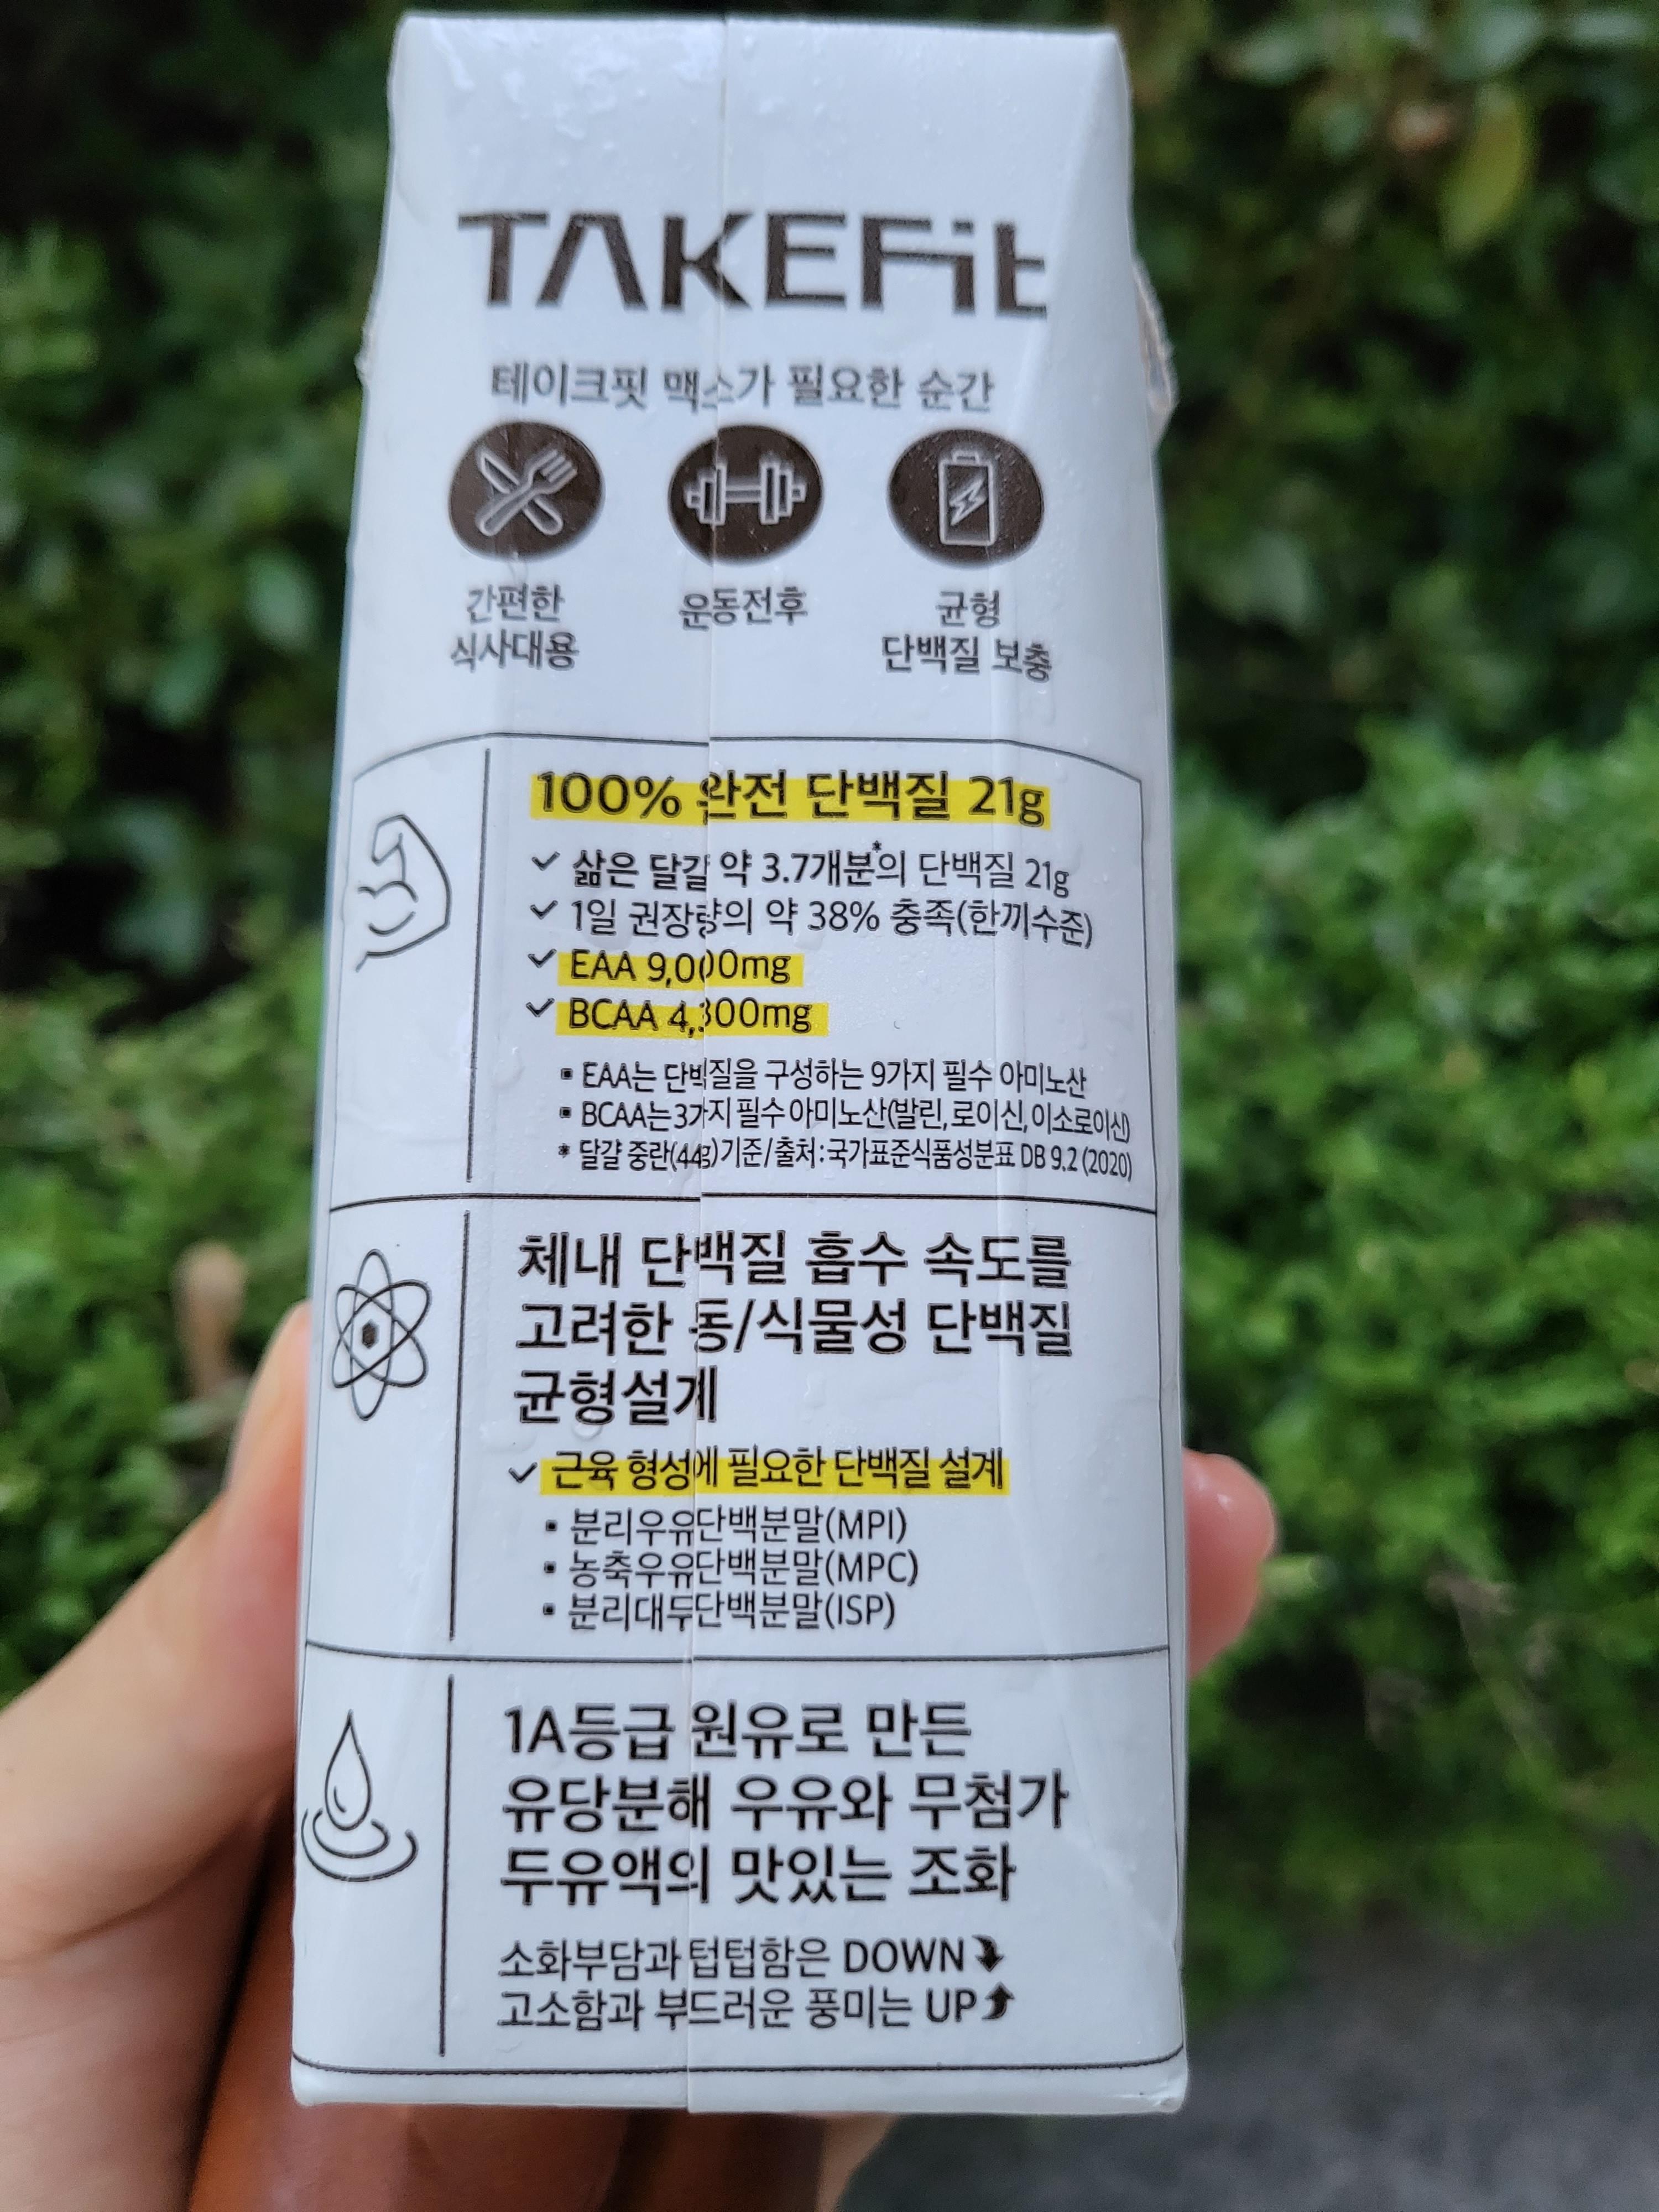 TAKEFit
테이크핏 맥스가 필요한 순간
간편한
식사대용
운동전후
균형
단백질 보충
100% 완전 단백질 21g
✓ 삶은 달걀 약 3.7개분*의 단백질 21g
✓ 1일 권장량의 약 38% 충족(한끼수준)
✓ EAA 9,000mg
✓ BCAA 4,300mg
▪ EAA는 단백질을 구성하는 9가지 필수 아미노산
▪ BCAA는 3가지 필수 아미노산(발린, 로이신, 이소로이신)
* 달걀 중란(44g)기준/출처:국가표준식품성분표 DB 9.2 (2020)
체내 단백질 흡수 속도를
고려한 동/식물성 단백질
균형설계
✓ 근육 형성에 필요한 단백질 설계
▪ 분리우유단백분말(MPI)
▪ 농축우유단백분말(MPC)
▪ 분리대두단백분말(ISP)
1A등급 원유로 만든
유당분해 우유와 무첨가
두유액의 맛있는 조화
소화부담과 텁텁함은 DOWN
고소함과 부드러운 풍미는 UP